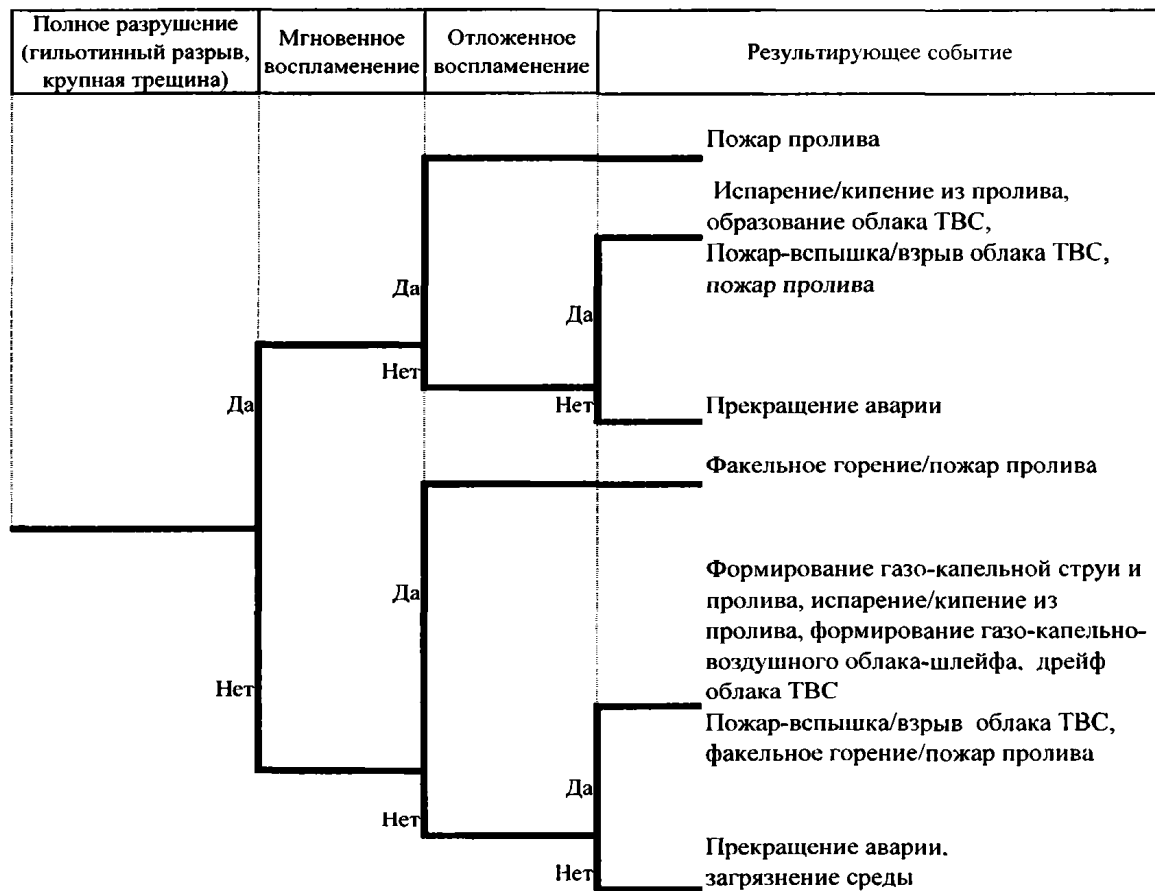 Полное разрушение
(гильотинный разрыв,
крупная трещина)
Мгновенное
воспламенение
Отложенное
воспламенение
Результирующее событие
Пожар пролива
Испарение/кипение из пролива,
образование облака ТВС,
Пожар-вспышка/взрыв облака ТВС,
пожар пролива
Да
Да
Нет
Да
Нет
Прекращение аварии
Факельное горение/пожар пролива
Да
Формирование газо-капельной струи и
пролива, испарение/кипение из
пролива, формирование газо-капельно-
воздушного облака-шлейфа. дрейф
облака ТВС
Нет
Пожар-вспышка/взрыв облака ТВС,
факельное горение/пожар пролива
Да
Нет
Нет
Прекращение аварии.
загрязнение среды